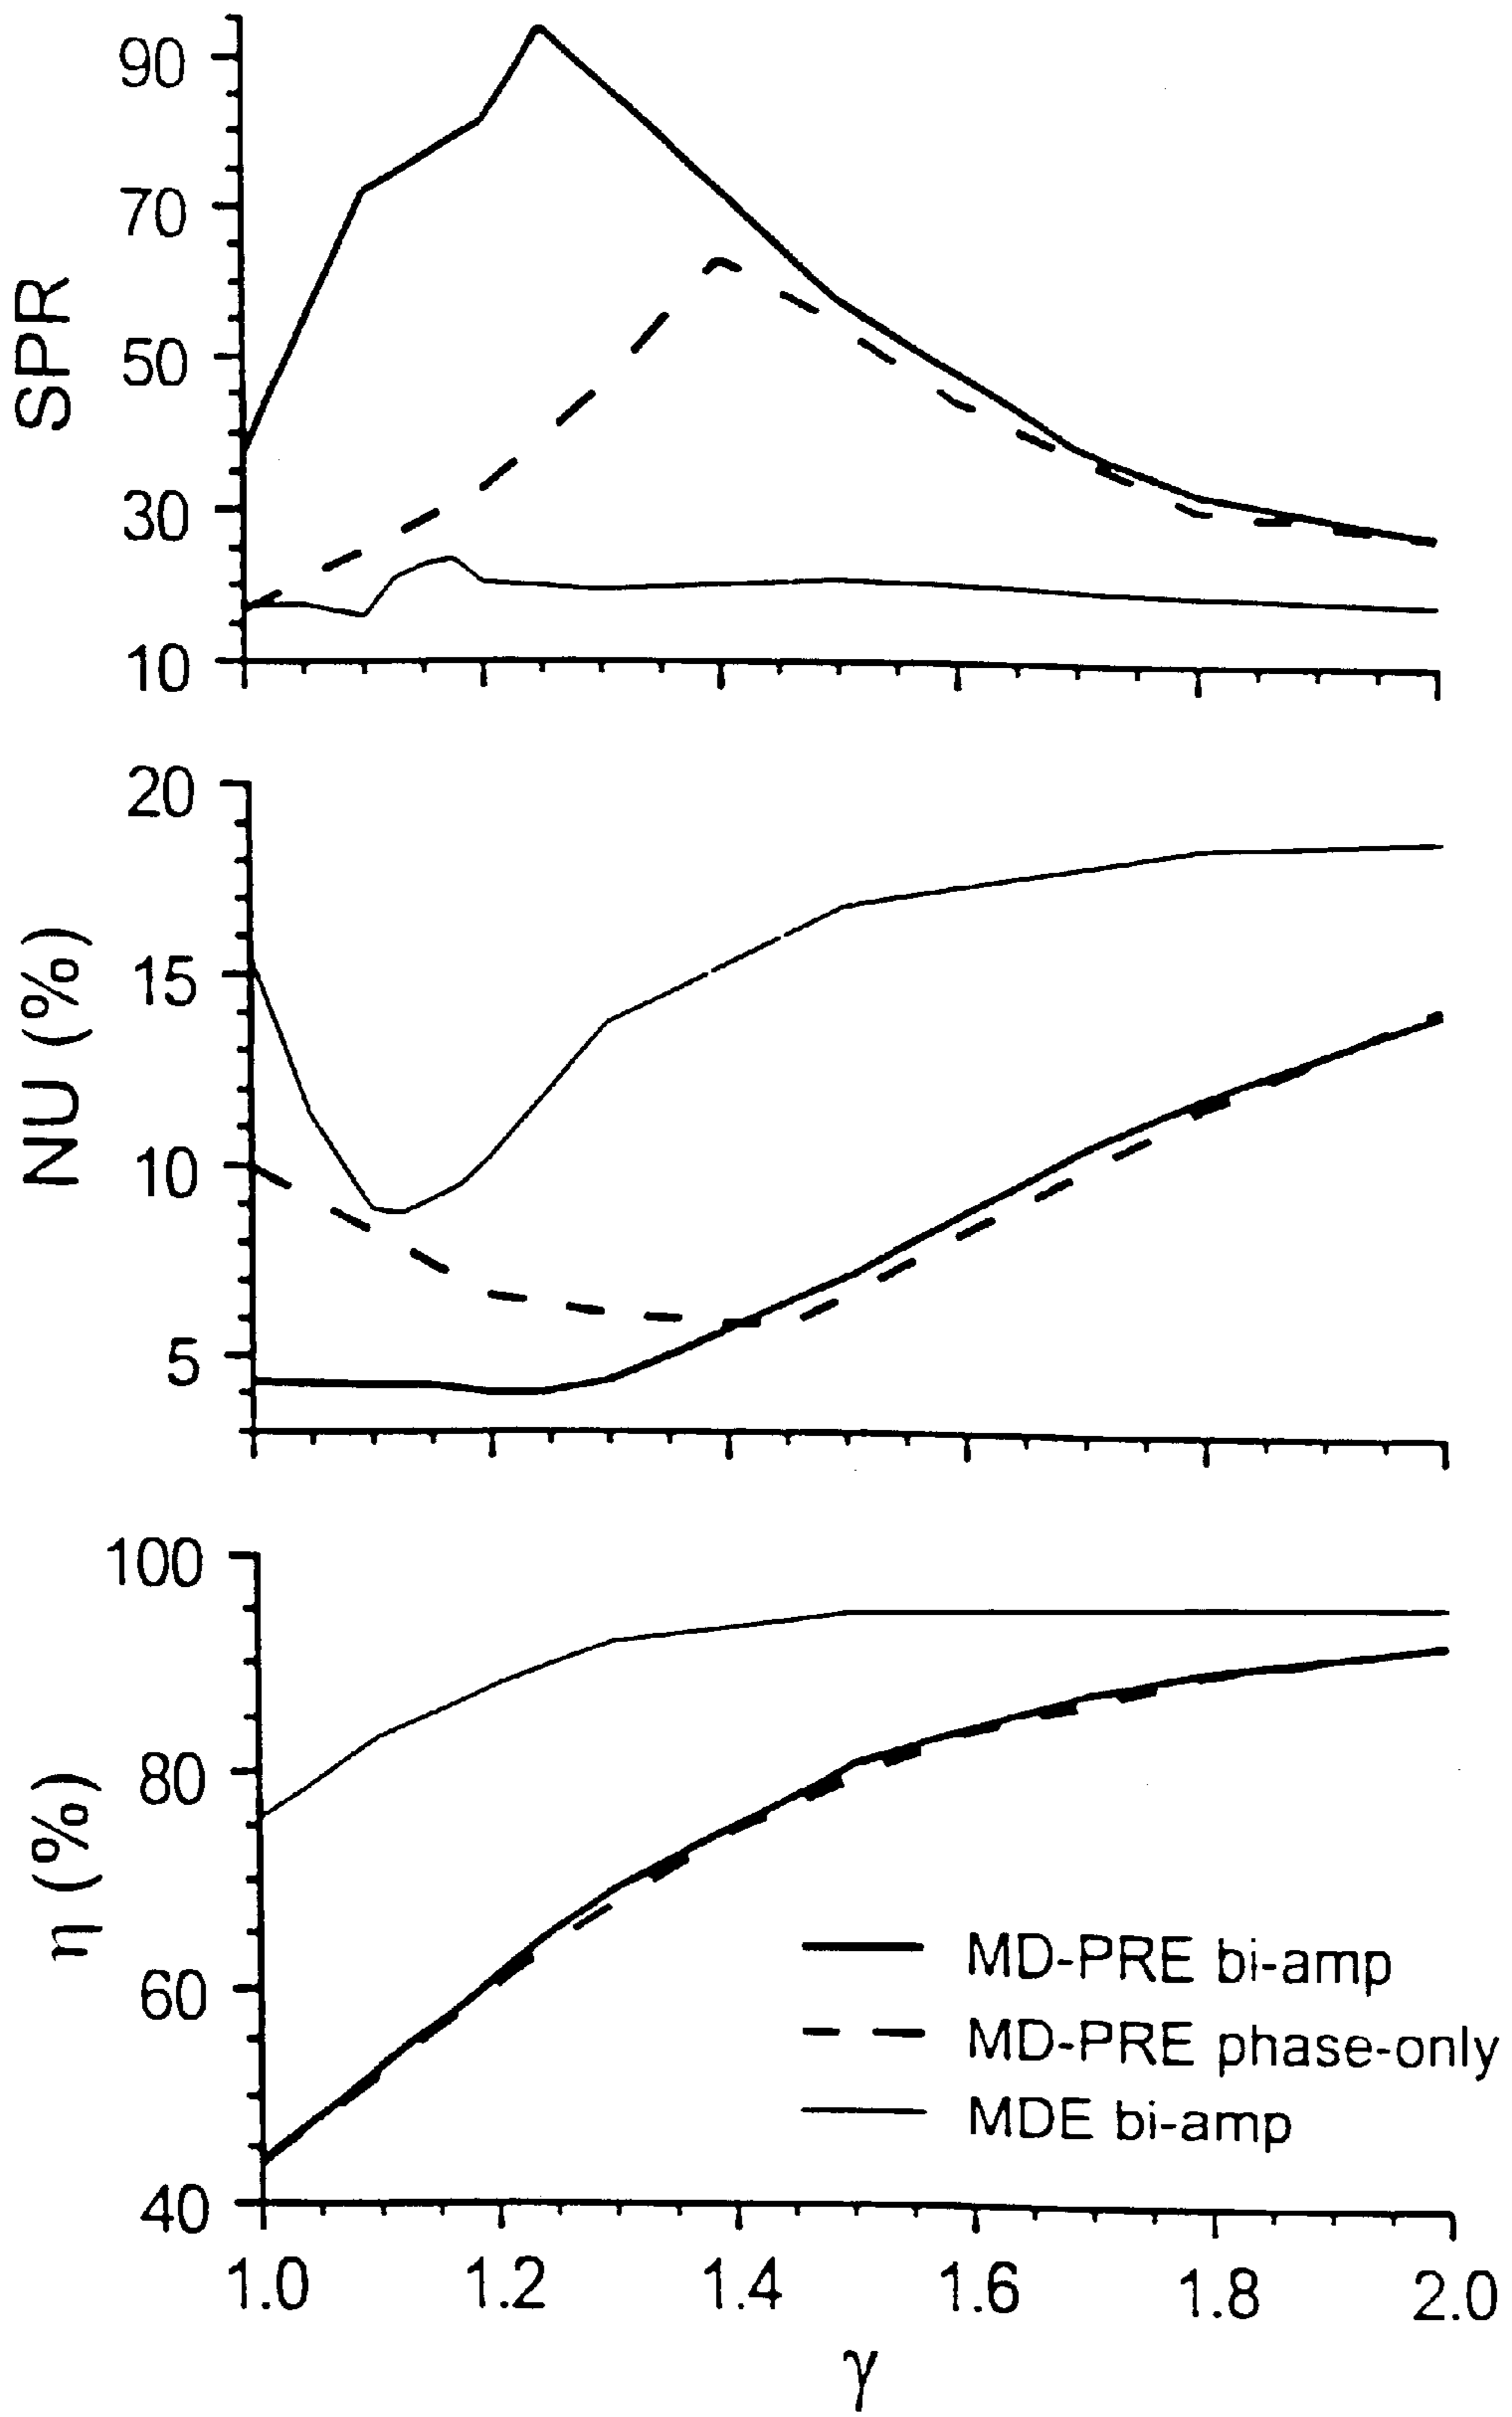 SPR
90
70
50
30
10
NU (%)
20
15
10
5
η (%)
100
80
60
40
MD-PRE bi-amp
MD-PRE phase-only
MDE bi-amp
1.0 1.2 1.4 1.6 1.8 2.0
γ